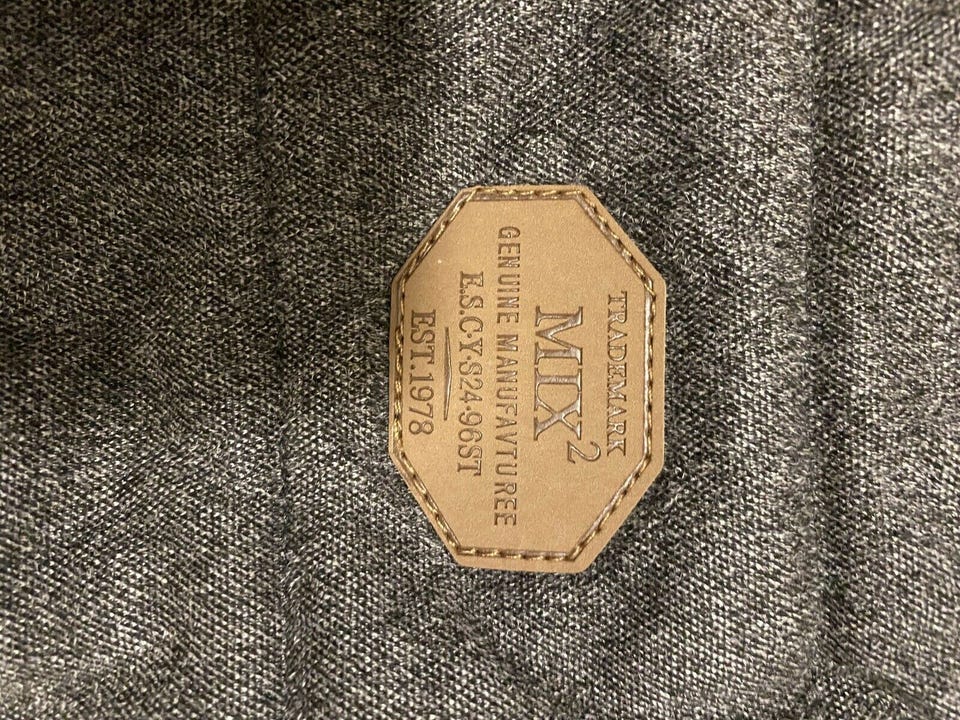 TRADEMARK
MIX²
GENUINE MANUFAVTUREE
E.S.C·Y·S24·96ST
EST.1978